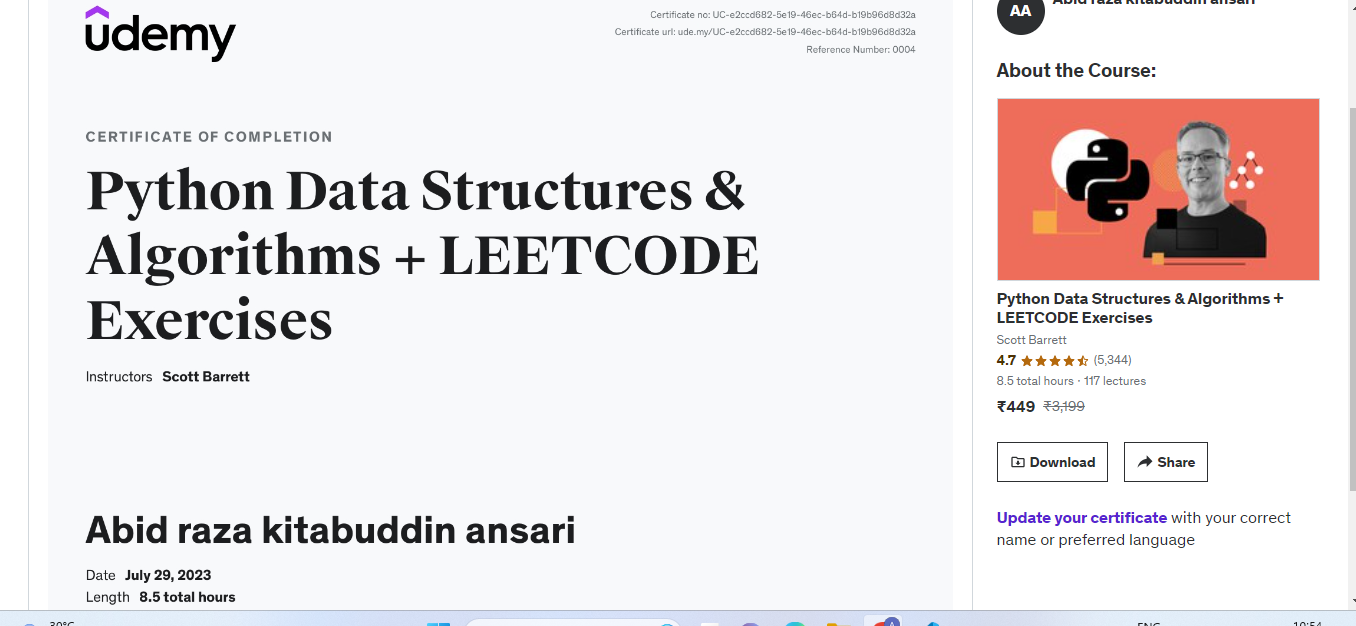 udemy
Certificate no: UC-e2ccd682-5e19-46ec-b64d-b19b96d8d32a
Certificate url: ude.my/UC-e2ccd682-5e19-46ec-b64d-b19b96d8d32a
Reference Number: 0004
CERTIFICATE OF COMPLETION
Python Data Structures &
Algorithms + LEETCODE
Exercises
Instructors Scott Barrett
Abid raza kitabuddin ansari
Date July 29, 2023
Length 8.5 total hours
AA
Abid raza kitabuddin ansari
About the Course:
Python Data Structures & Algorithms +
LEETCODE Exercises
Scott Barrett
4.7 (5,344)
8.5 total hours · 117 lectures
₹449 ₹3,199
Download Share
Update your certificate with your correct
name or preferred language
30°C
ENG
10:54